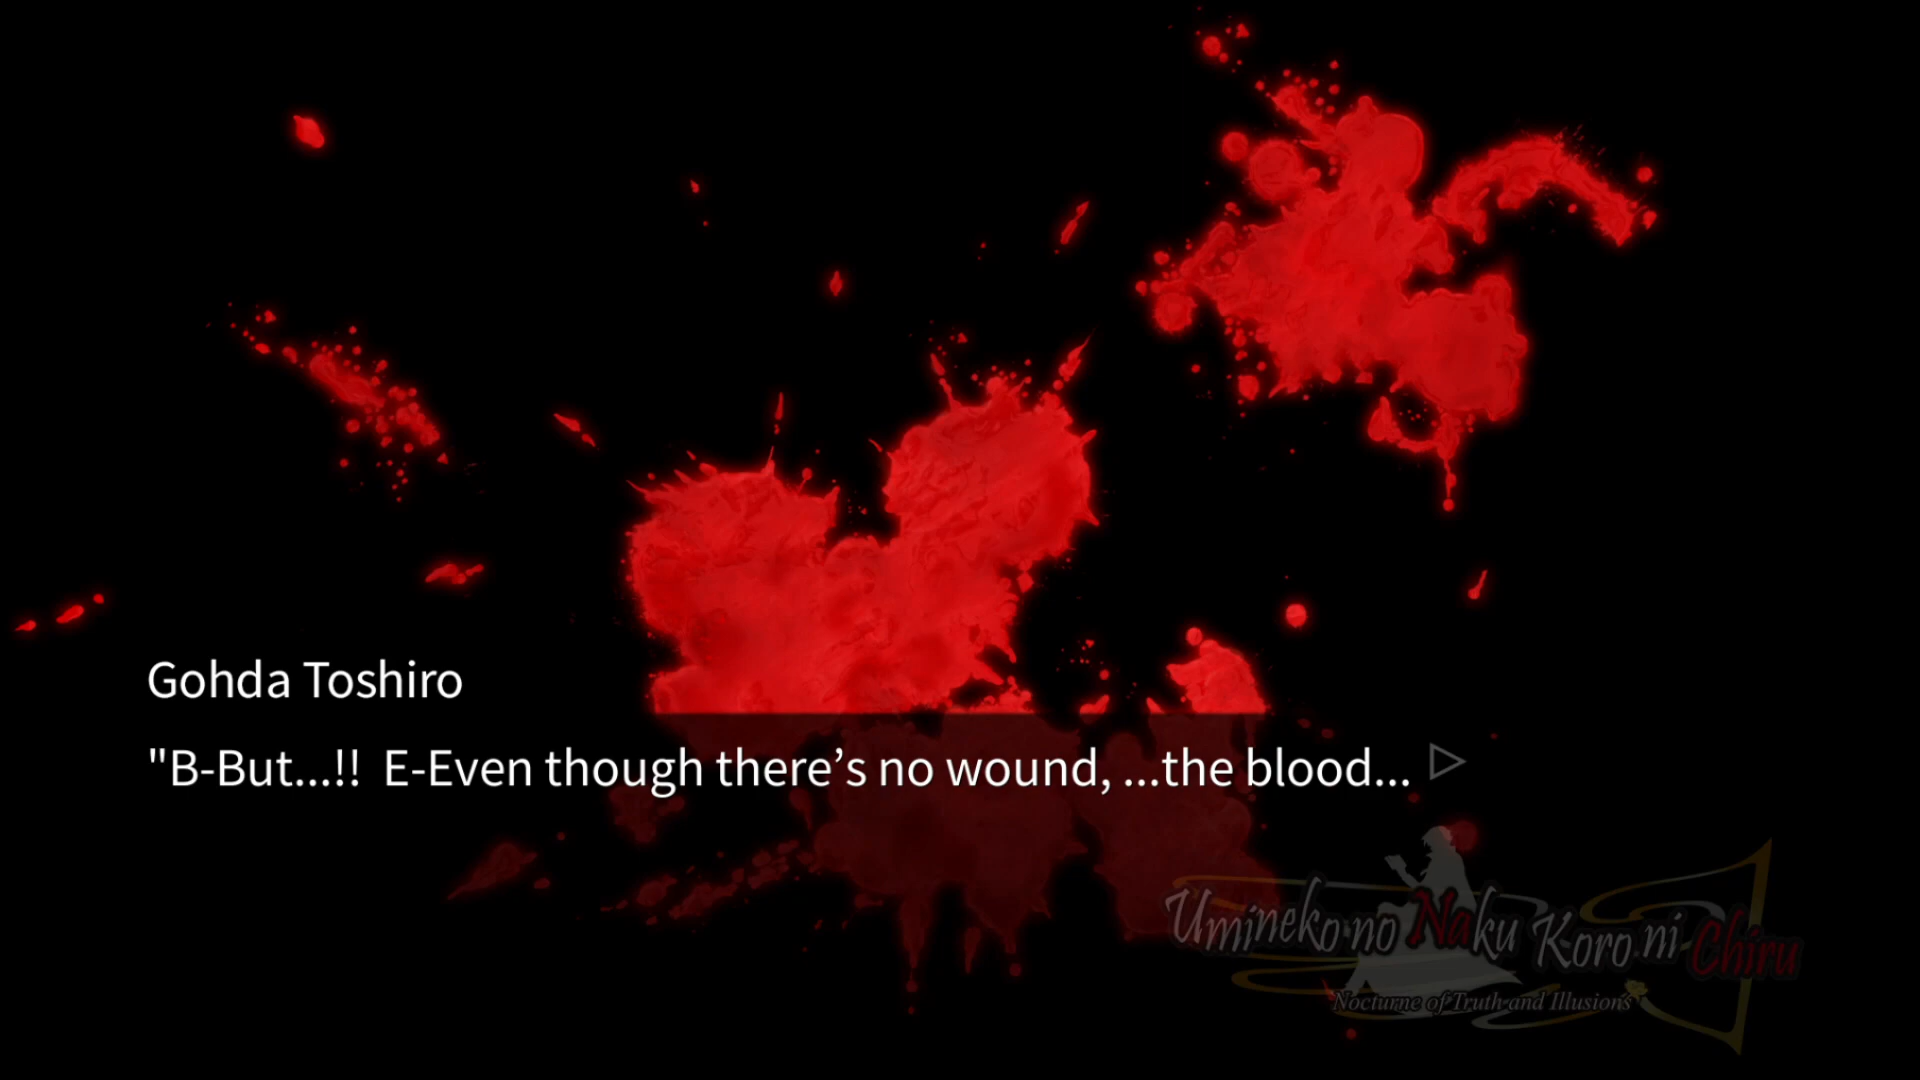 Gohda Toshiro
"B-But...!!  E-Even though there’s no wound, ...the blood...
Umineko no Naku Koro ni Chiru
Nocturne of Truth and Illusions